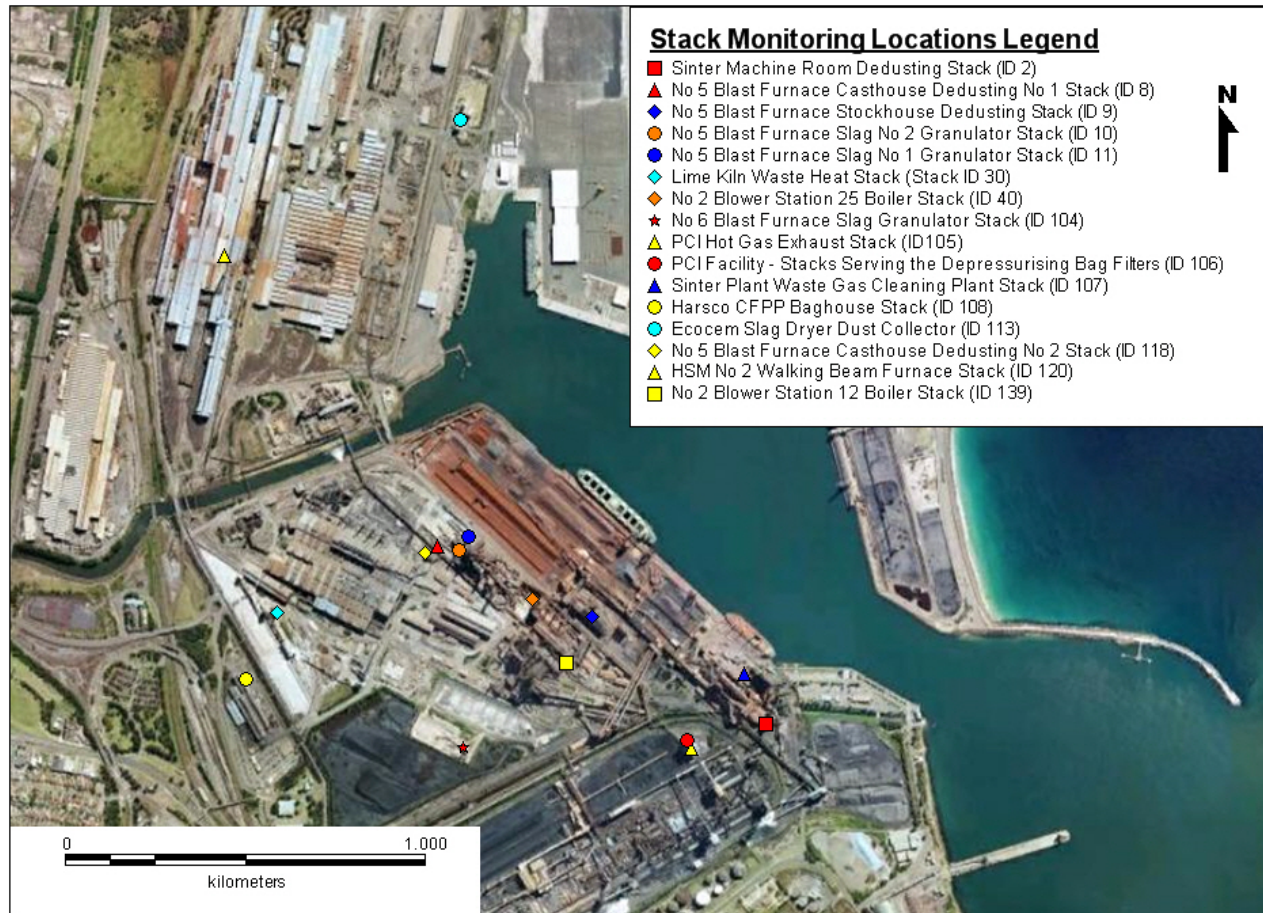 Stack Monitoring Locations Legend
Sinter Machine Room Dedusting Stack (ID 2)
No 5 Blast Furnace Casthouse Dedusting No 1 Stack (ID 8)
No 5 Blast Furnace Stockhouse Dedusting Stack (ID 9)
No 5 Blast Furnace Slag No 2 Granulator Stack (ID 10)
No 5 Blast Furnace Slag No 1 Granulator Stack (ID 11)
Lime Kiln Waste Heat Stack (Stack ID 30)
No 2 Blower Station 25 Boiler Stack (ID 40)
No 6 Blast Furnace Slag Granulator Stack (ID 104)
PCI Hot Gas Exhaust Stack (ID105)
PCI Facility - Stacks Serving the Depressurising Bag Filters (ID 106)
Sinter Plant Waste Gas Cleaning Plant Stack (ID 107)
Harsco CFPP Baghouse Stack (ID 108)
Ecocem Slag Dryer Dust Collector (ID 113)
No 5 Blast Furnace Casthouse Dedusting No 2 Stack (ID 118)
HSM No 2 Walking Beam Furnace Stack (ID 120)
No 2 Blower Station 12 Boiler Stack (ID 139)
N
0 1.000
kilometers